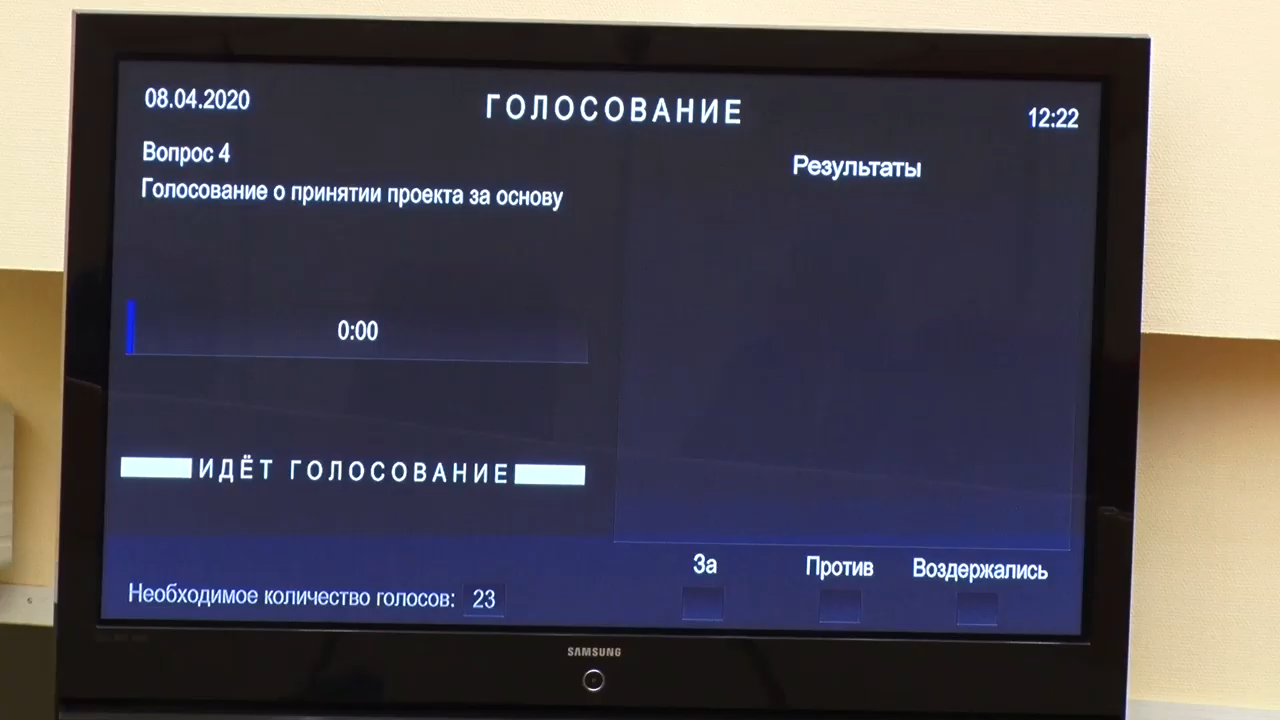 08.04.2020
ГОЛОСОВАНИЕ
12:22
Вопрос 4
Голосование о принятии проекта за основу
Результаты
0:00
ИДЁТ ГОЛОСОВАНИЕ
За
Против
Воздержались
Необходимое количество голосов: 23
SAMSUNG